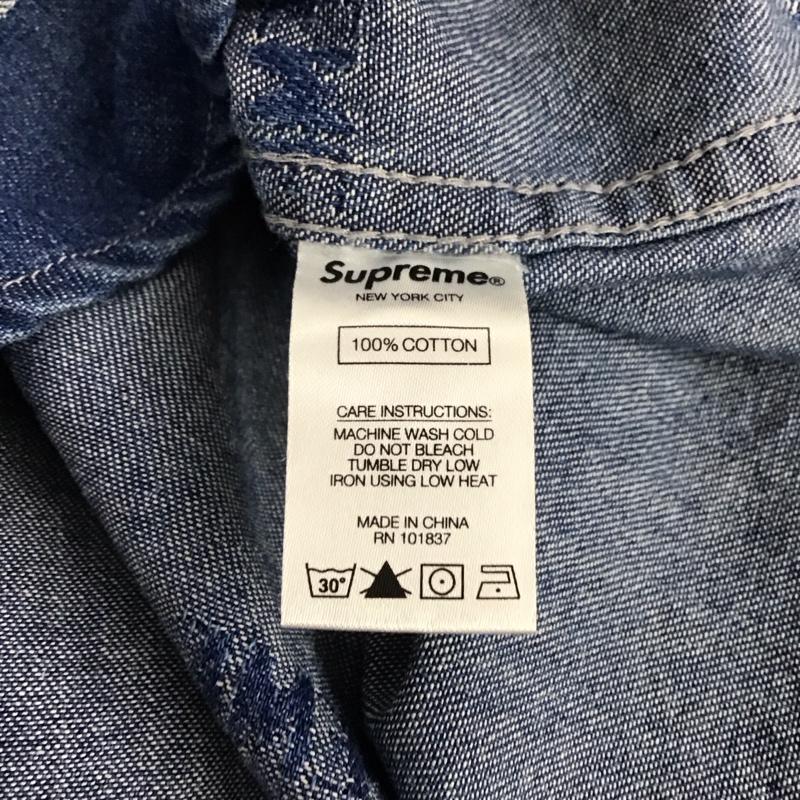 Supreme®
NEW YORK CITY
100% COTTON
CARE INSTRUCTIONS:
MACHINE WASH COLD
DO NOT BLEACH
TUMBLE DRY LOW
IRON USING LOW HEAT
MADE IN CHINA
RN 101837
30°